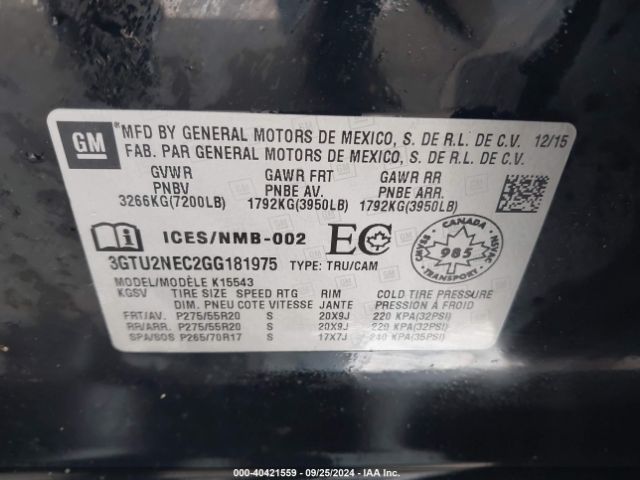 GM
*MFD BY GENERAL MOTORS DE MEXICO, S. DE R.L. DE C.V. 12/15
FAB. PAR GENERAL MOTORS DE MEXICO, S. DE R.L. DE C.V.
GVWR GAWR FRT GAWR RR
PNBV PNBE AV. PNBE ARR.
3266KG(7200LB) 1792KG(3950LB) 1792KG(3950LB)
ICES/NMB-002 EC
CANADA
CMVSS NSVAC
985
TRANSPORT
3GTU2NEC2GG181975 TYPE: TRU/CAM
MODEL/MODÈLE K15543
KGSV TIRE SIZE SPEED RTG RIM COLD TIRE PRESSURE
DIM. PNEU COTE VITESSE JANTE PRESSION À FROID
FRT/AV. P275/55R20 S 20X9J 220 KPA(32PSI)
RR/ARR. P275/55R20 S 20X9J 220 KPA(32PSI)
SPA/SOS P265/70R17 S 17X7J 240 KPA(35PSI)
000-40421559 - 09/25/2024 - IAA Inc.